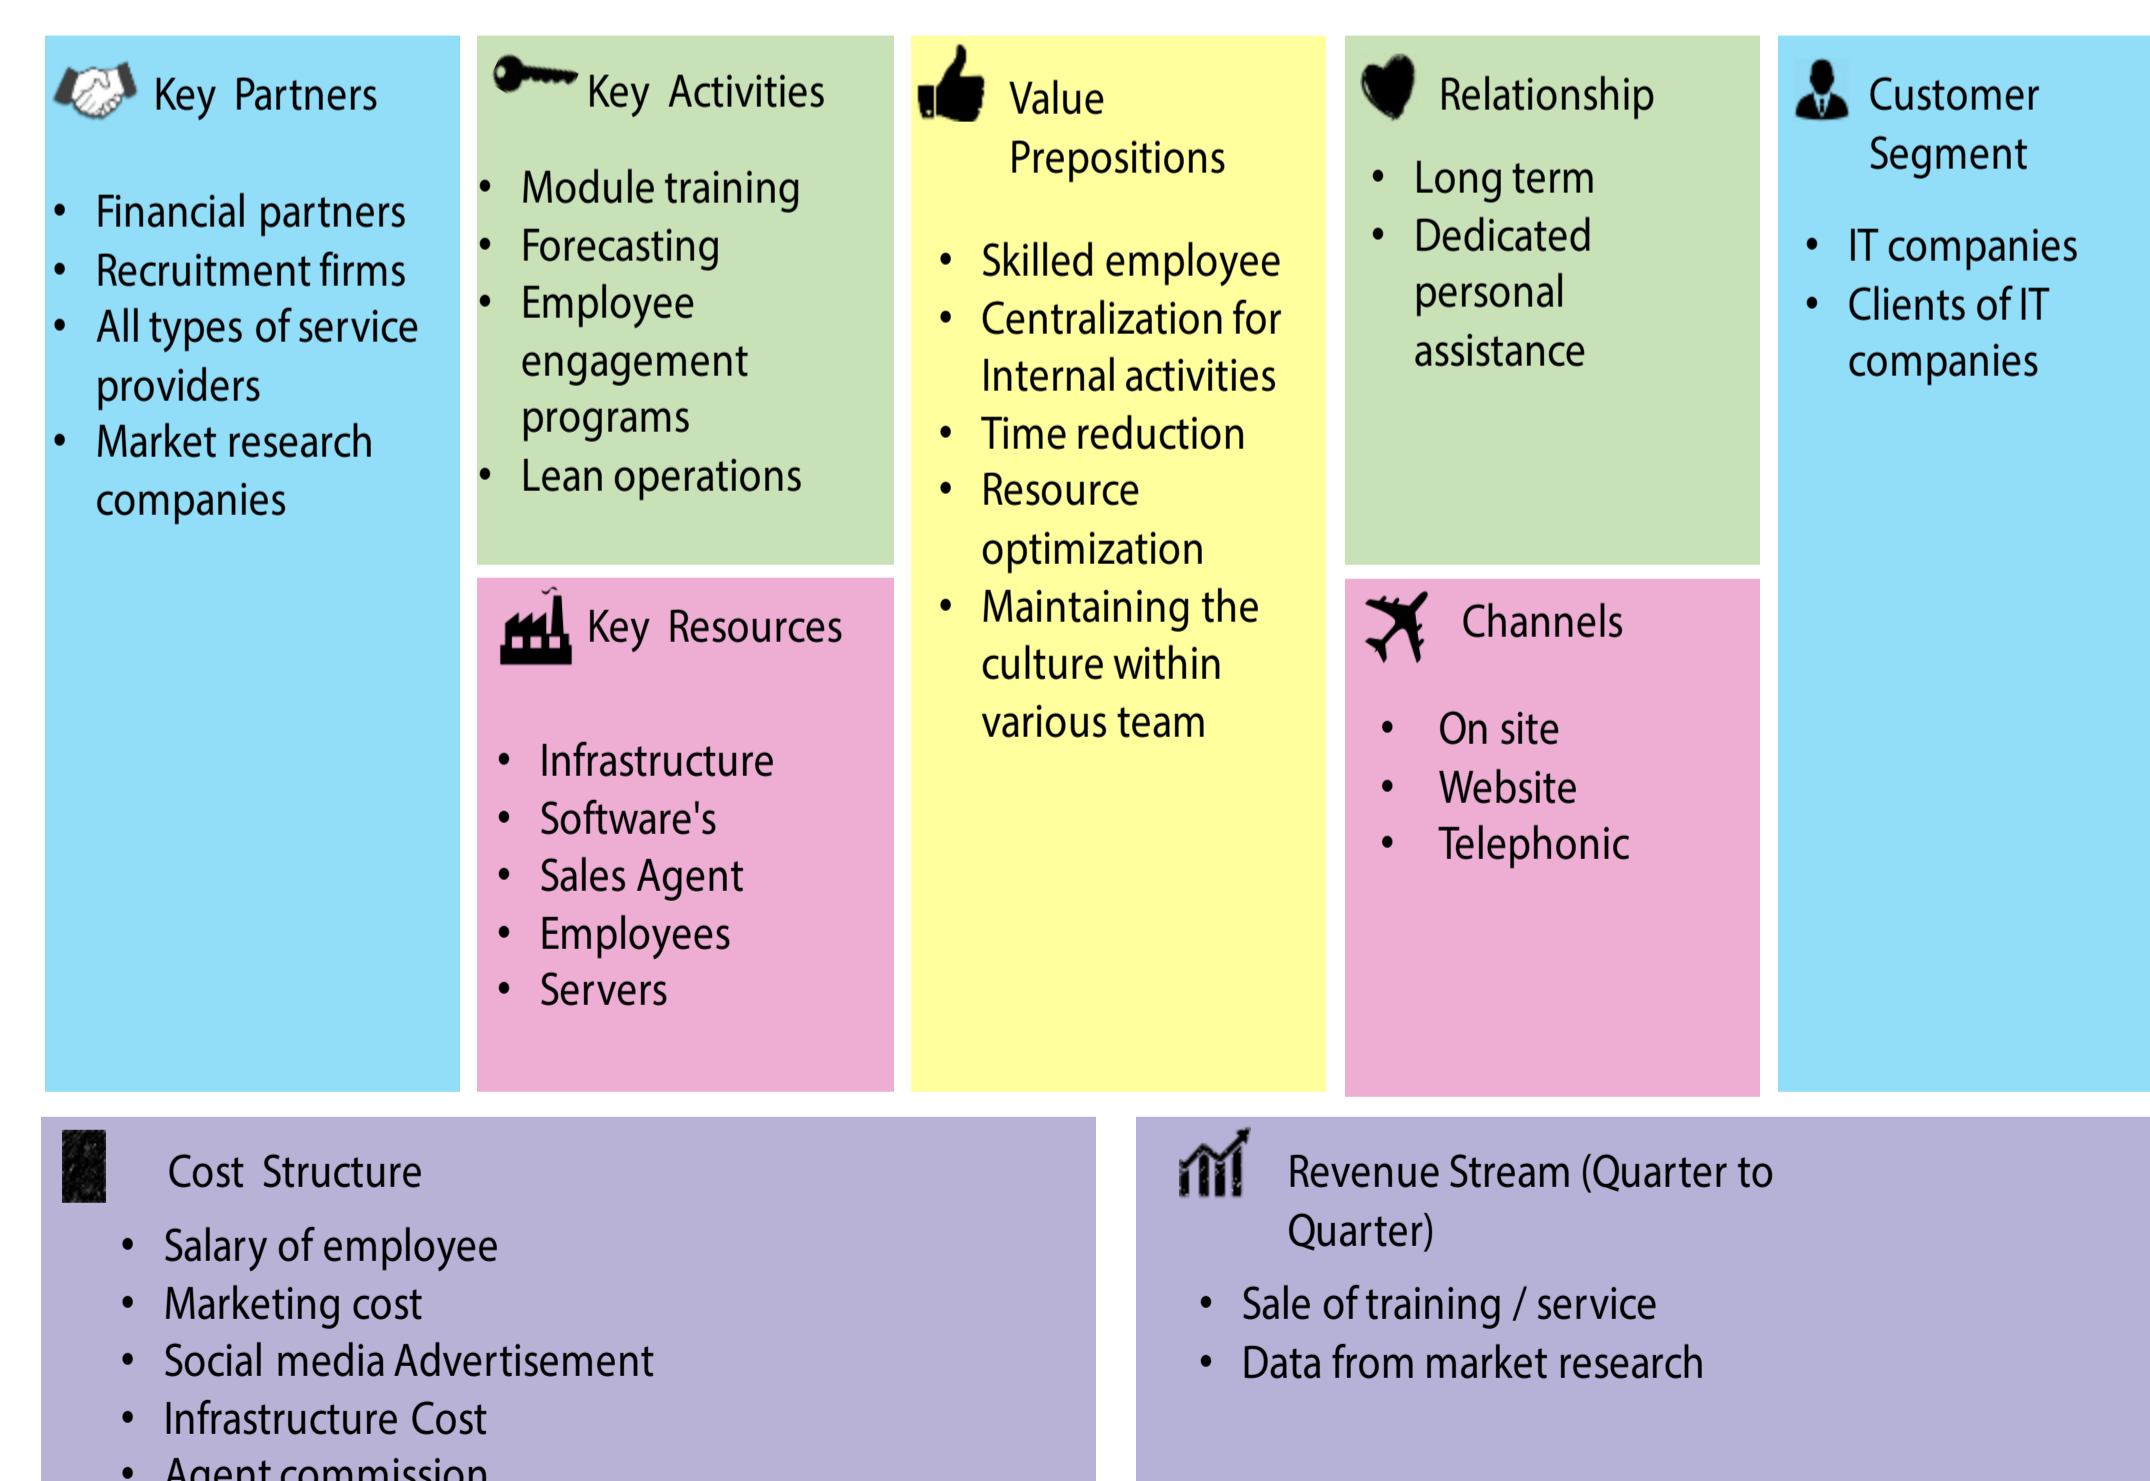 Key Partners
• Financial partners
• Recruitment firms
• All types of service
providers
• Market research
companies
Key Activities
• Module training
• Forecasting
• Employee
engagement
programs
• Lean operations
Key Resources
• Infrastructure
• Software's
• Sales Agent
• Employees
• Servers
Value
Prepositions
• Skilled employee
• Centralization for
Internal activities
• Time reduction
• Resource
optimization
• Maintaining the
culture within
various team
Relationship
• Long term
• Dedicated
personal
assistance
Channels
• On site
• Website
• Telephonic
Customer
Segment
• IT companies
• Clients of IT
companies
Cost Structure
• Salary of employee
• Marketing cost
• Social media Advertisement
• Infrastructure Cost
• Agent commission
Revenue Stream (Quarter to
Quarter)
• Sale of training / service
• Data from market research